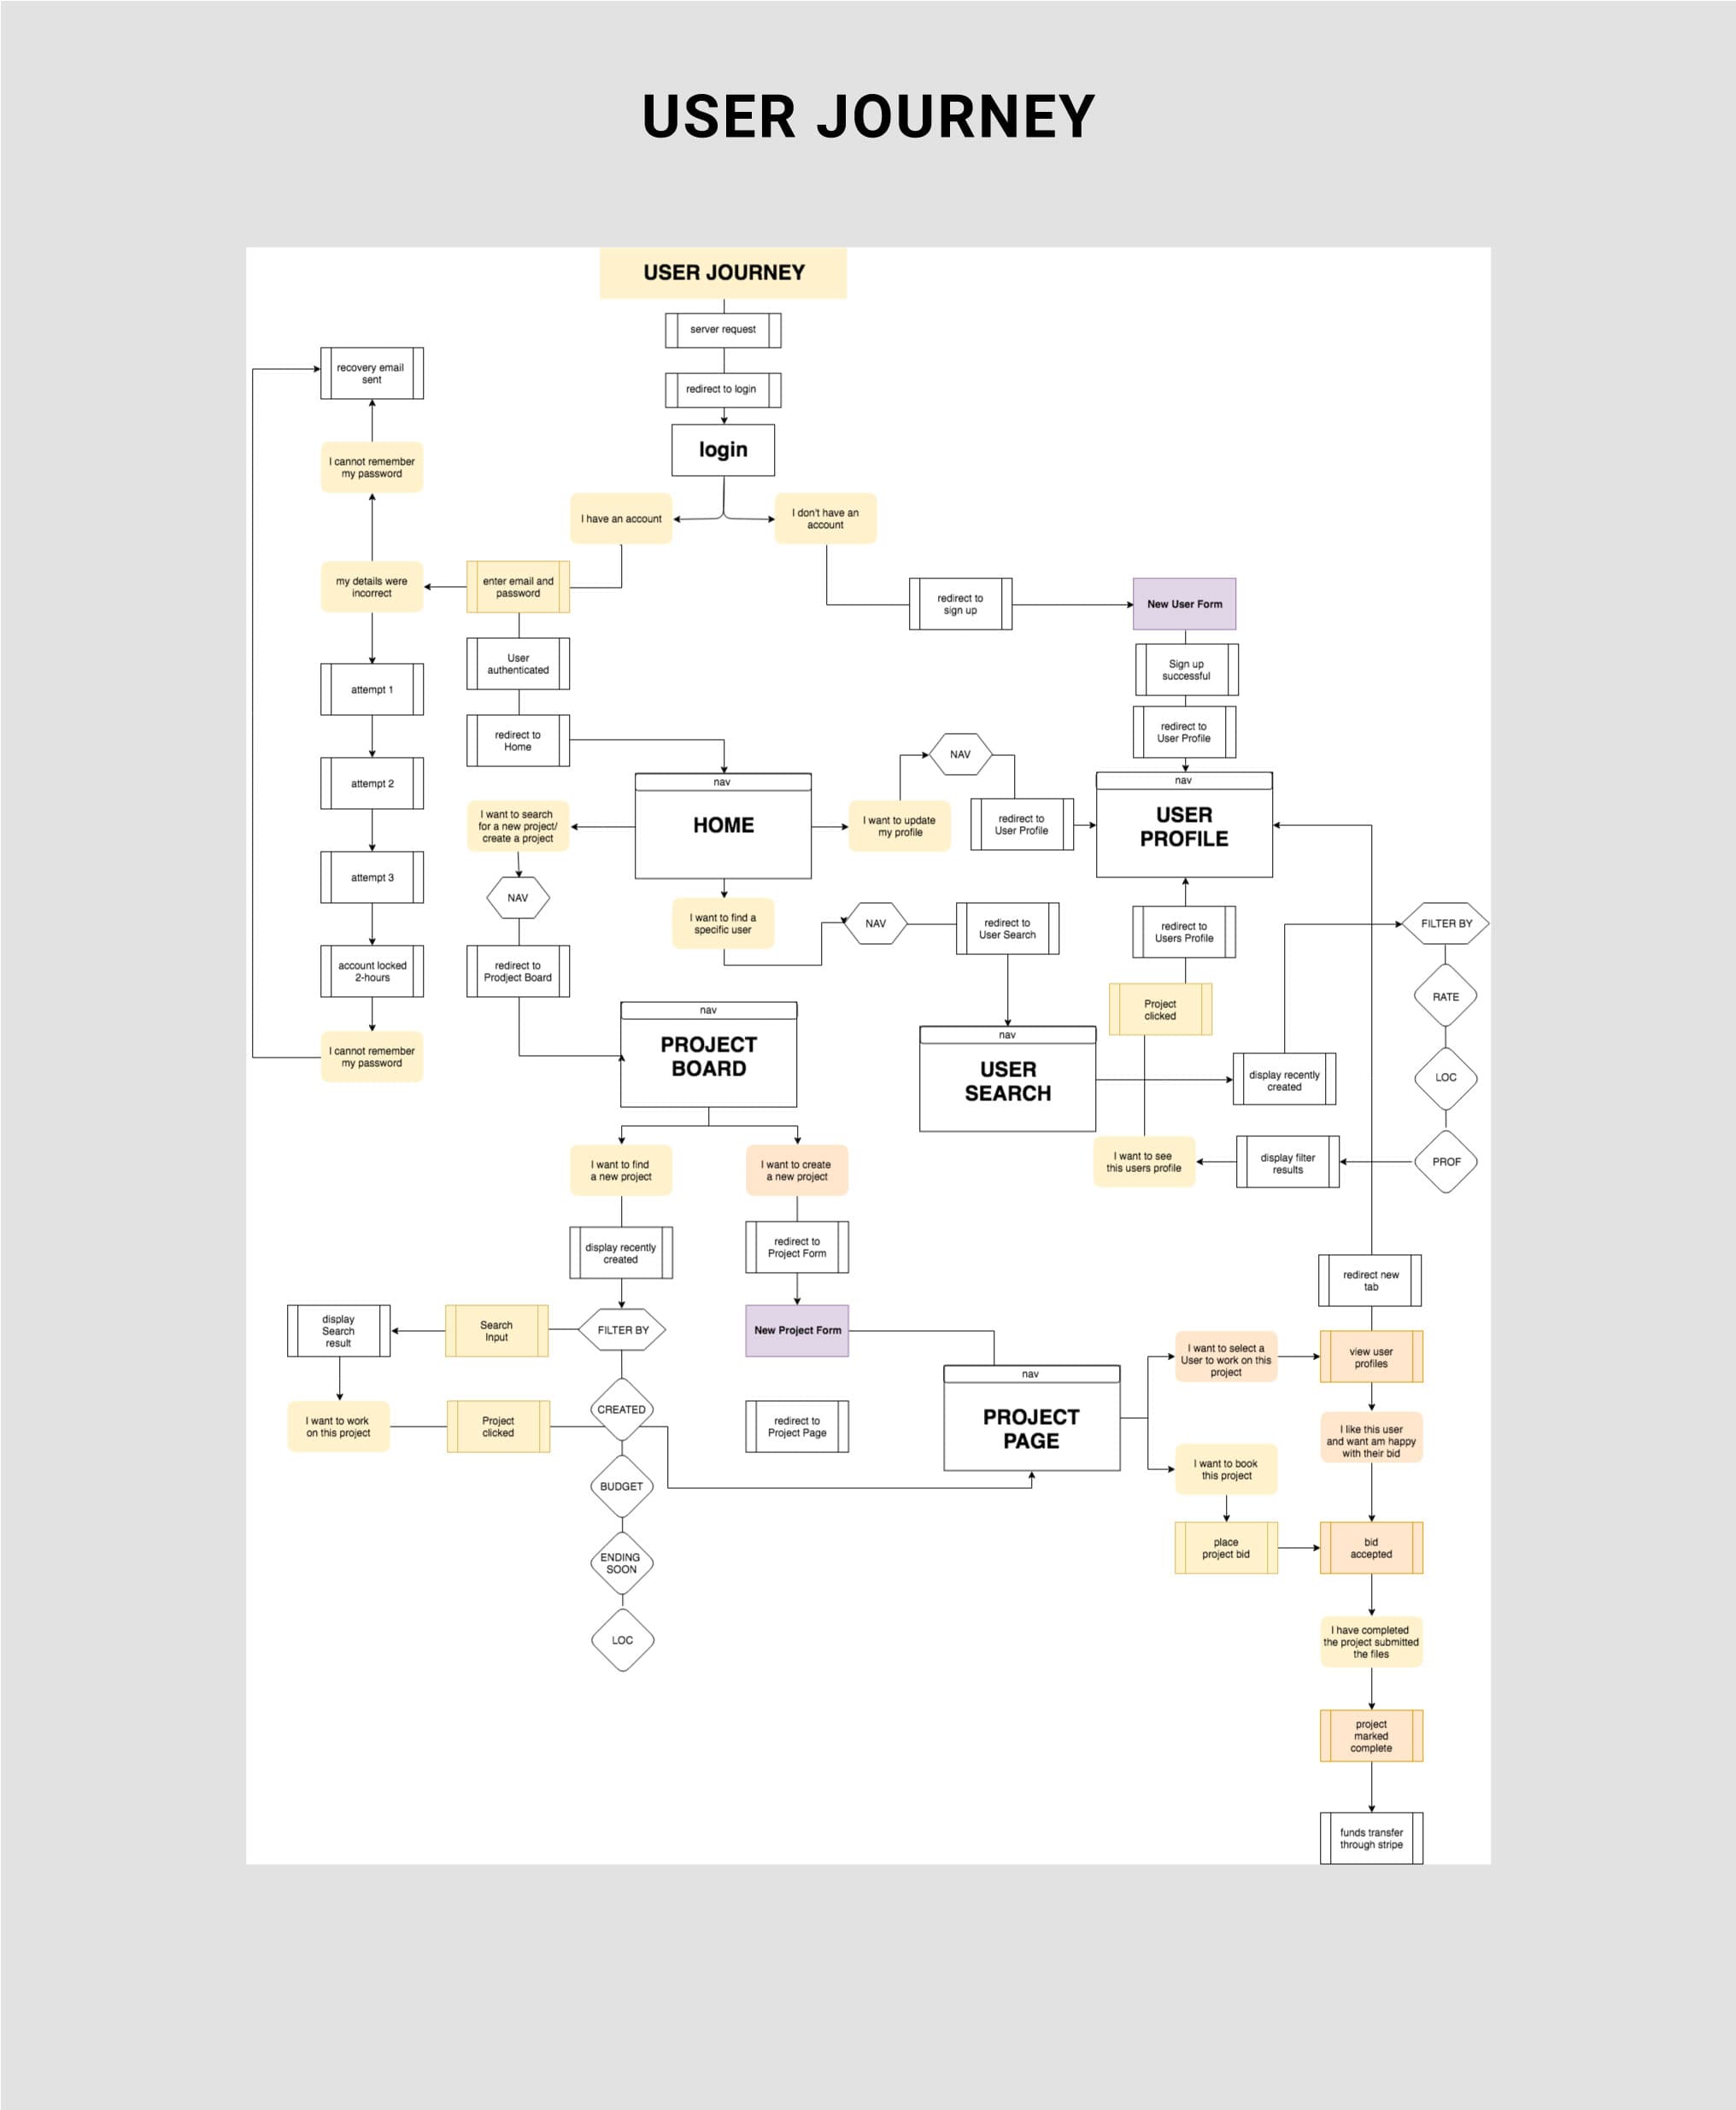 USER JOURNEY
USER JOURNEY
server request
redirect to login
login
recovery email
sent
I cannot remember
my password
I have an account
I don't have an
account
my details were
incorrect
enter email and
password
redirect to
sign up
New User Form
User
authenticated
Sign up
successful
attempt 1
redirect to
Home
redirect to
User Profile
attempt 2
nav
HOME
NAV
nav
USER
PROFILE
I want to search
for a new project/
create a project
I want to update
my profile
redirect to
User Profile
attempt 3
NAV
I want to find a
specific user
NAV
redirect to
User Search
redirect to
Users Profile
FILTER BY
account locked
2-hours
redirect to
Prodject Board
RATE
Project
clicked
nav
PROJECT
BOARD
nav
USER
SEARCH
I cannot remember
my password
display recently
created
LOC
I want to find
a new project
I want to create
a new project
I want to see
this users profile
display filter
results
PROF
display recently
created
redirect to
Project Form
redirect new
tab
display
Search
result
Search
Input
FILTER BY
New Project Form
I want to select a
User to work on this
project
view user
profiles
nav
PROJECT
PAGE
I want to work
on this project
Project
clicked
CREATED
redirect to
Project Page
I like this user
and want am happy
with their bid
I want to book
this project
BUDGET
place
project bid
bid
accepted
ENDING
SOON
LOC
I have completed
the project submitted
the files
project
marked
complete
funds transfer
through stripe